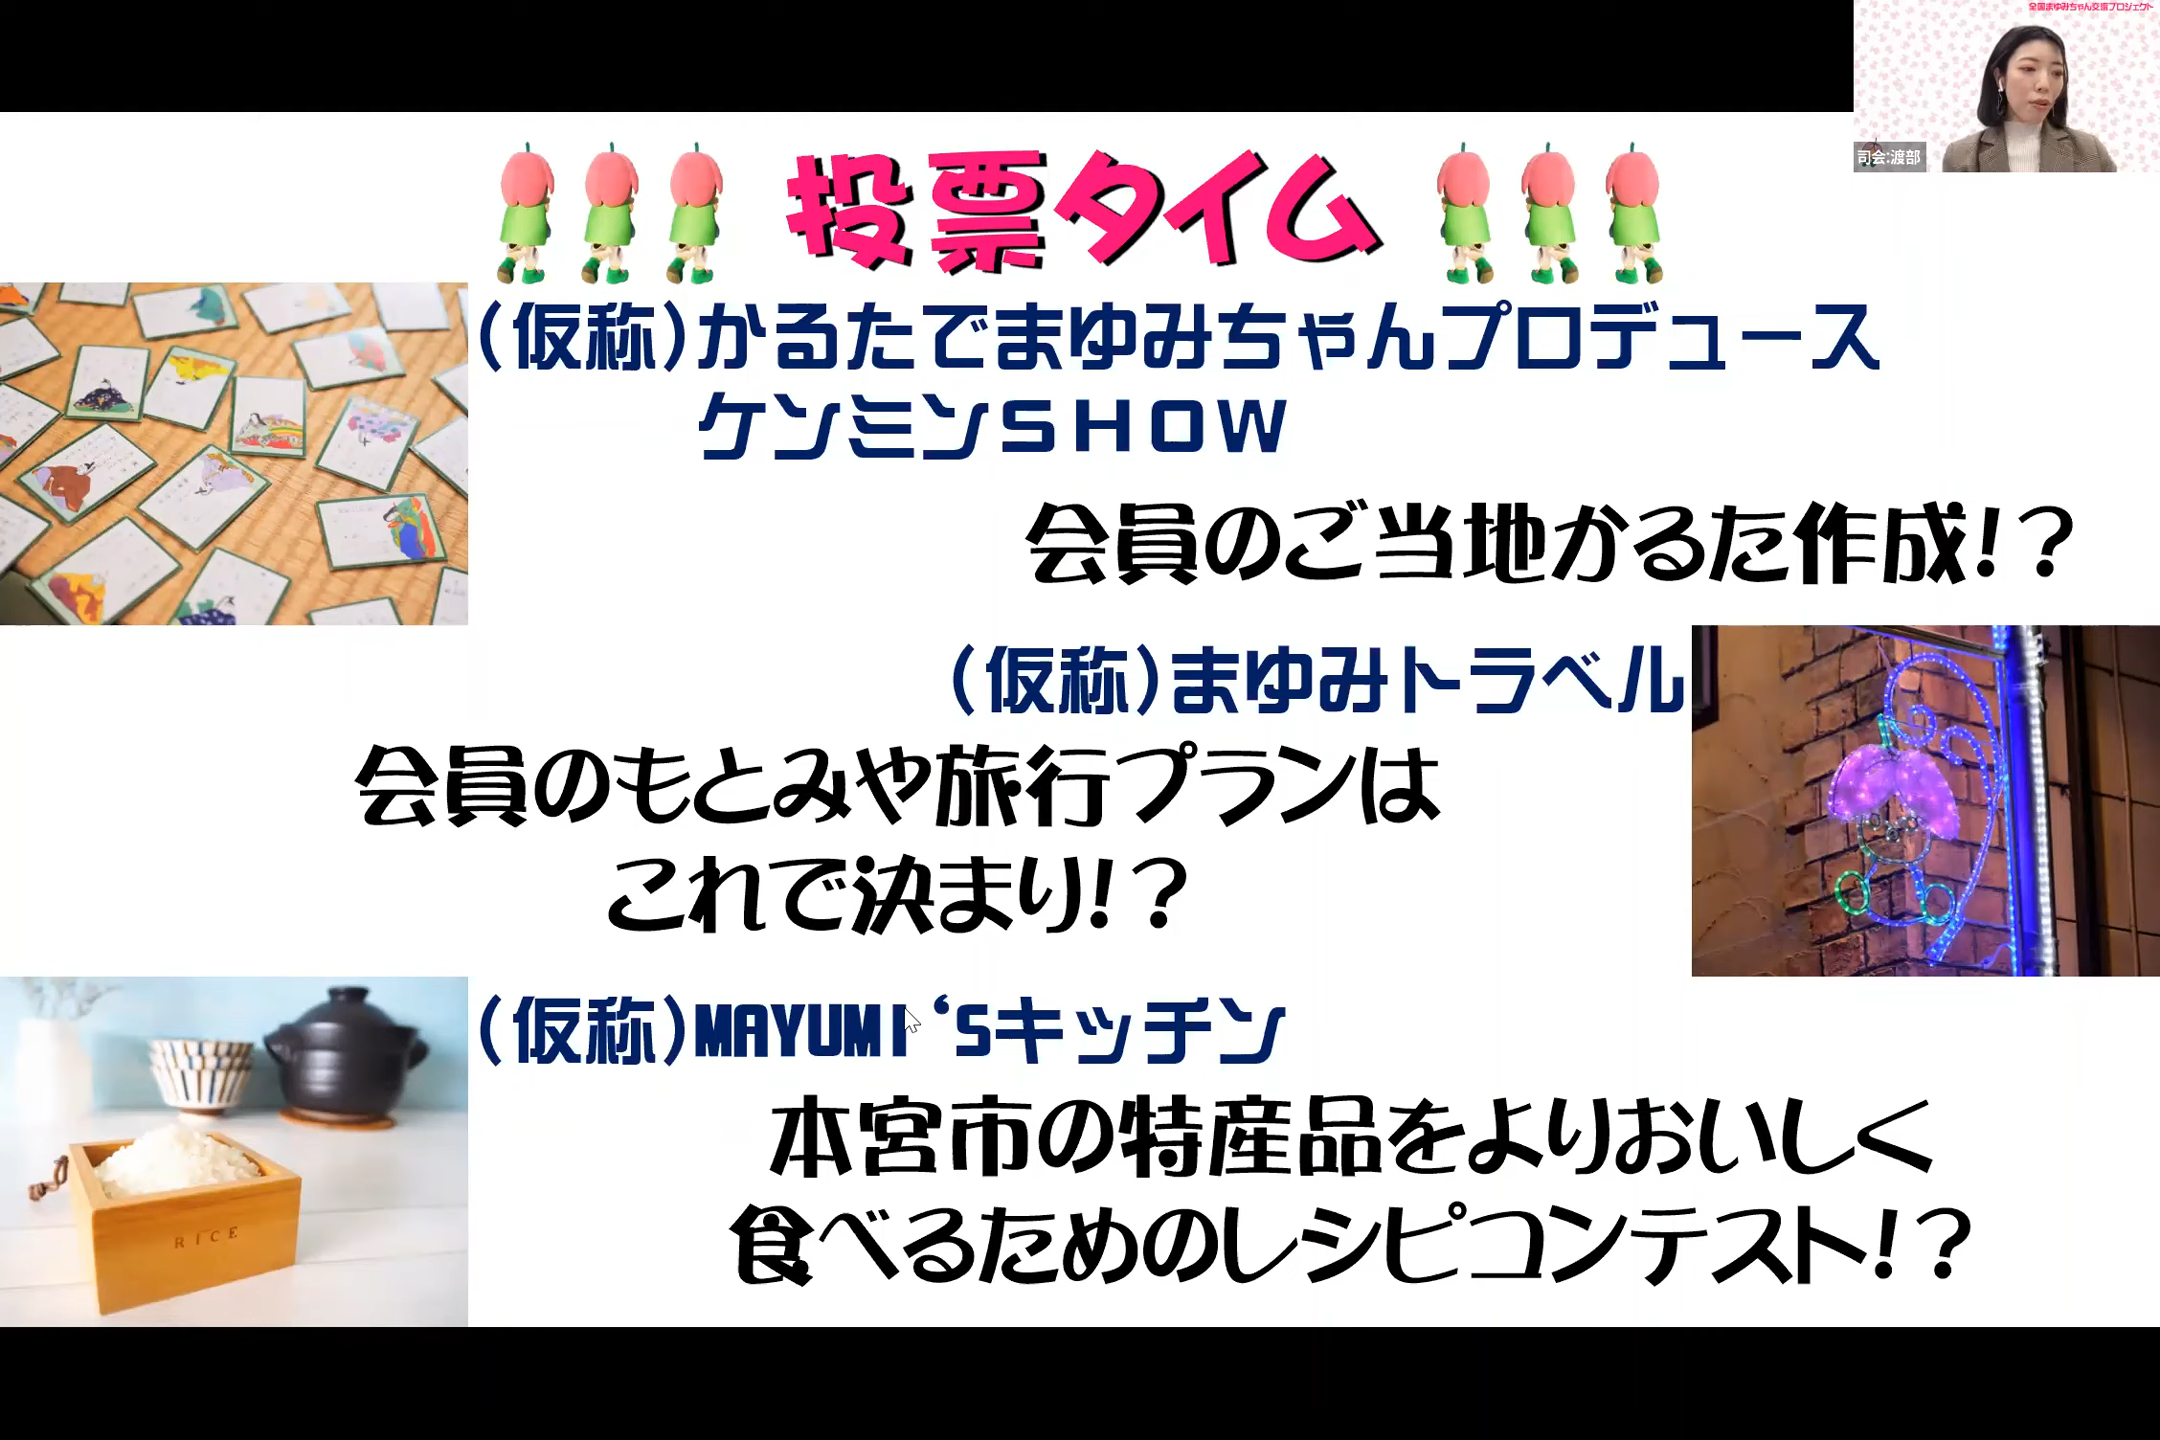 全国まゆみちゃん交流プロジェクト
司会:渡部
投票タイム
(仮称)かるたでまゆみちゃんプロデュース
ケンミンSHOW
会員のご当地かるた作成!?
(仮称)まゆみトラベル
会員のもとみや旅行プランは
これで決まり!?
(仮称)MAYUMI‘Sキッチン
本宮市の特産品をよりおいしく
食べるためのレシピコンテスト!?
RICE